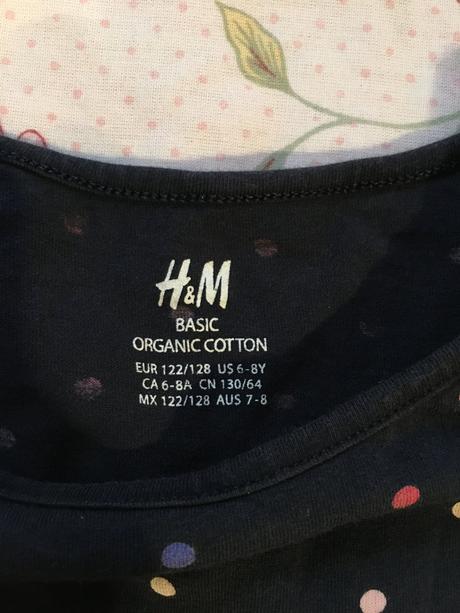 H&M
BASIC
ORGANIC COTTON
EUR 122/128 US 6-8Y
CA 6-8A CN 130/64
MX 122/128 AUS 7-8